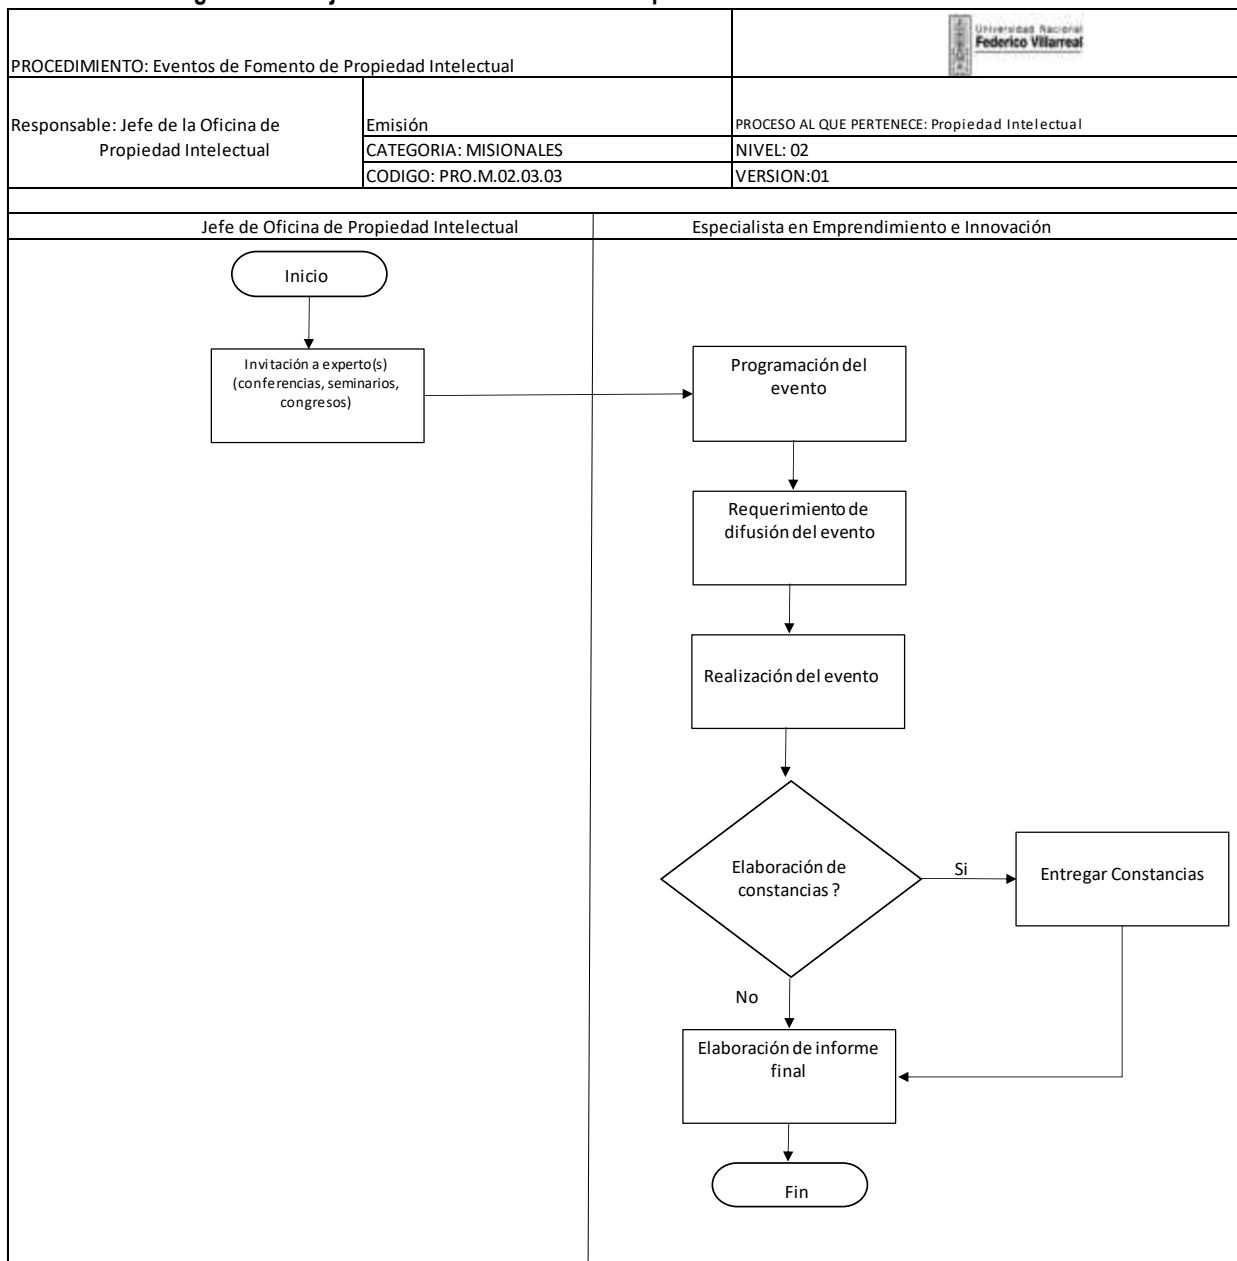 Universidad Nacional
Federico Villarreal
PROCEDIMIENTO: Eventos de Fomento de Propiedad Intelectual
Responsable: Jefe de la Oficina de
Propiedad Intelectual
Emisión
PROCESO AL QUE PERTENECE: Propiedad Intelectual
CATEGORIA: MISIONALES
NIVEL: 02
CODIGO: PRO.M.02.03.03
VERSION:01
Jefe de Oficina de Propiedad Intelectual
Especialista en Emprendimiento e Innovación
Inicio
Invitación a experto(s)
(conferencias, seminarios,
congresos)
Programación del
evento
Requerimiento de
difusión del evento
Realización del evento
Elaboración de
constancias ?
Si
Entregar Constancias
No
Elaboración de informe
final
Fin